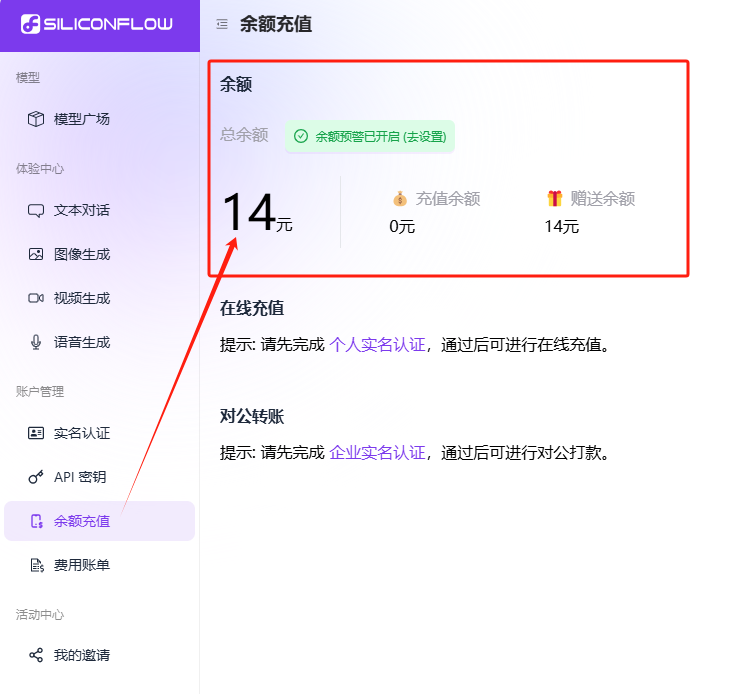 SILICONFLOW
模型
模型广场
体验中心
文本对话
图像生成
视频生成
语音生成
账户管理
实名认证
API 密钥
余额充值
费用账单
活动中心
我的邀请
余额充值
余额
总余额 余额预警已开启 (去设置)
14元
充值余额
0元
赠送余额
14元
在线充值
提示: 请先完成 个人实名认证，通过后可进行在线充值。
对公转账
提示: 请先完成 企业实名认证，通过后可进行对公打款。